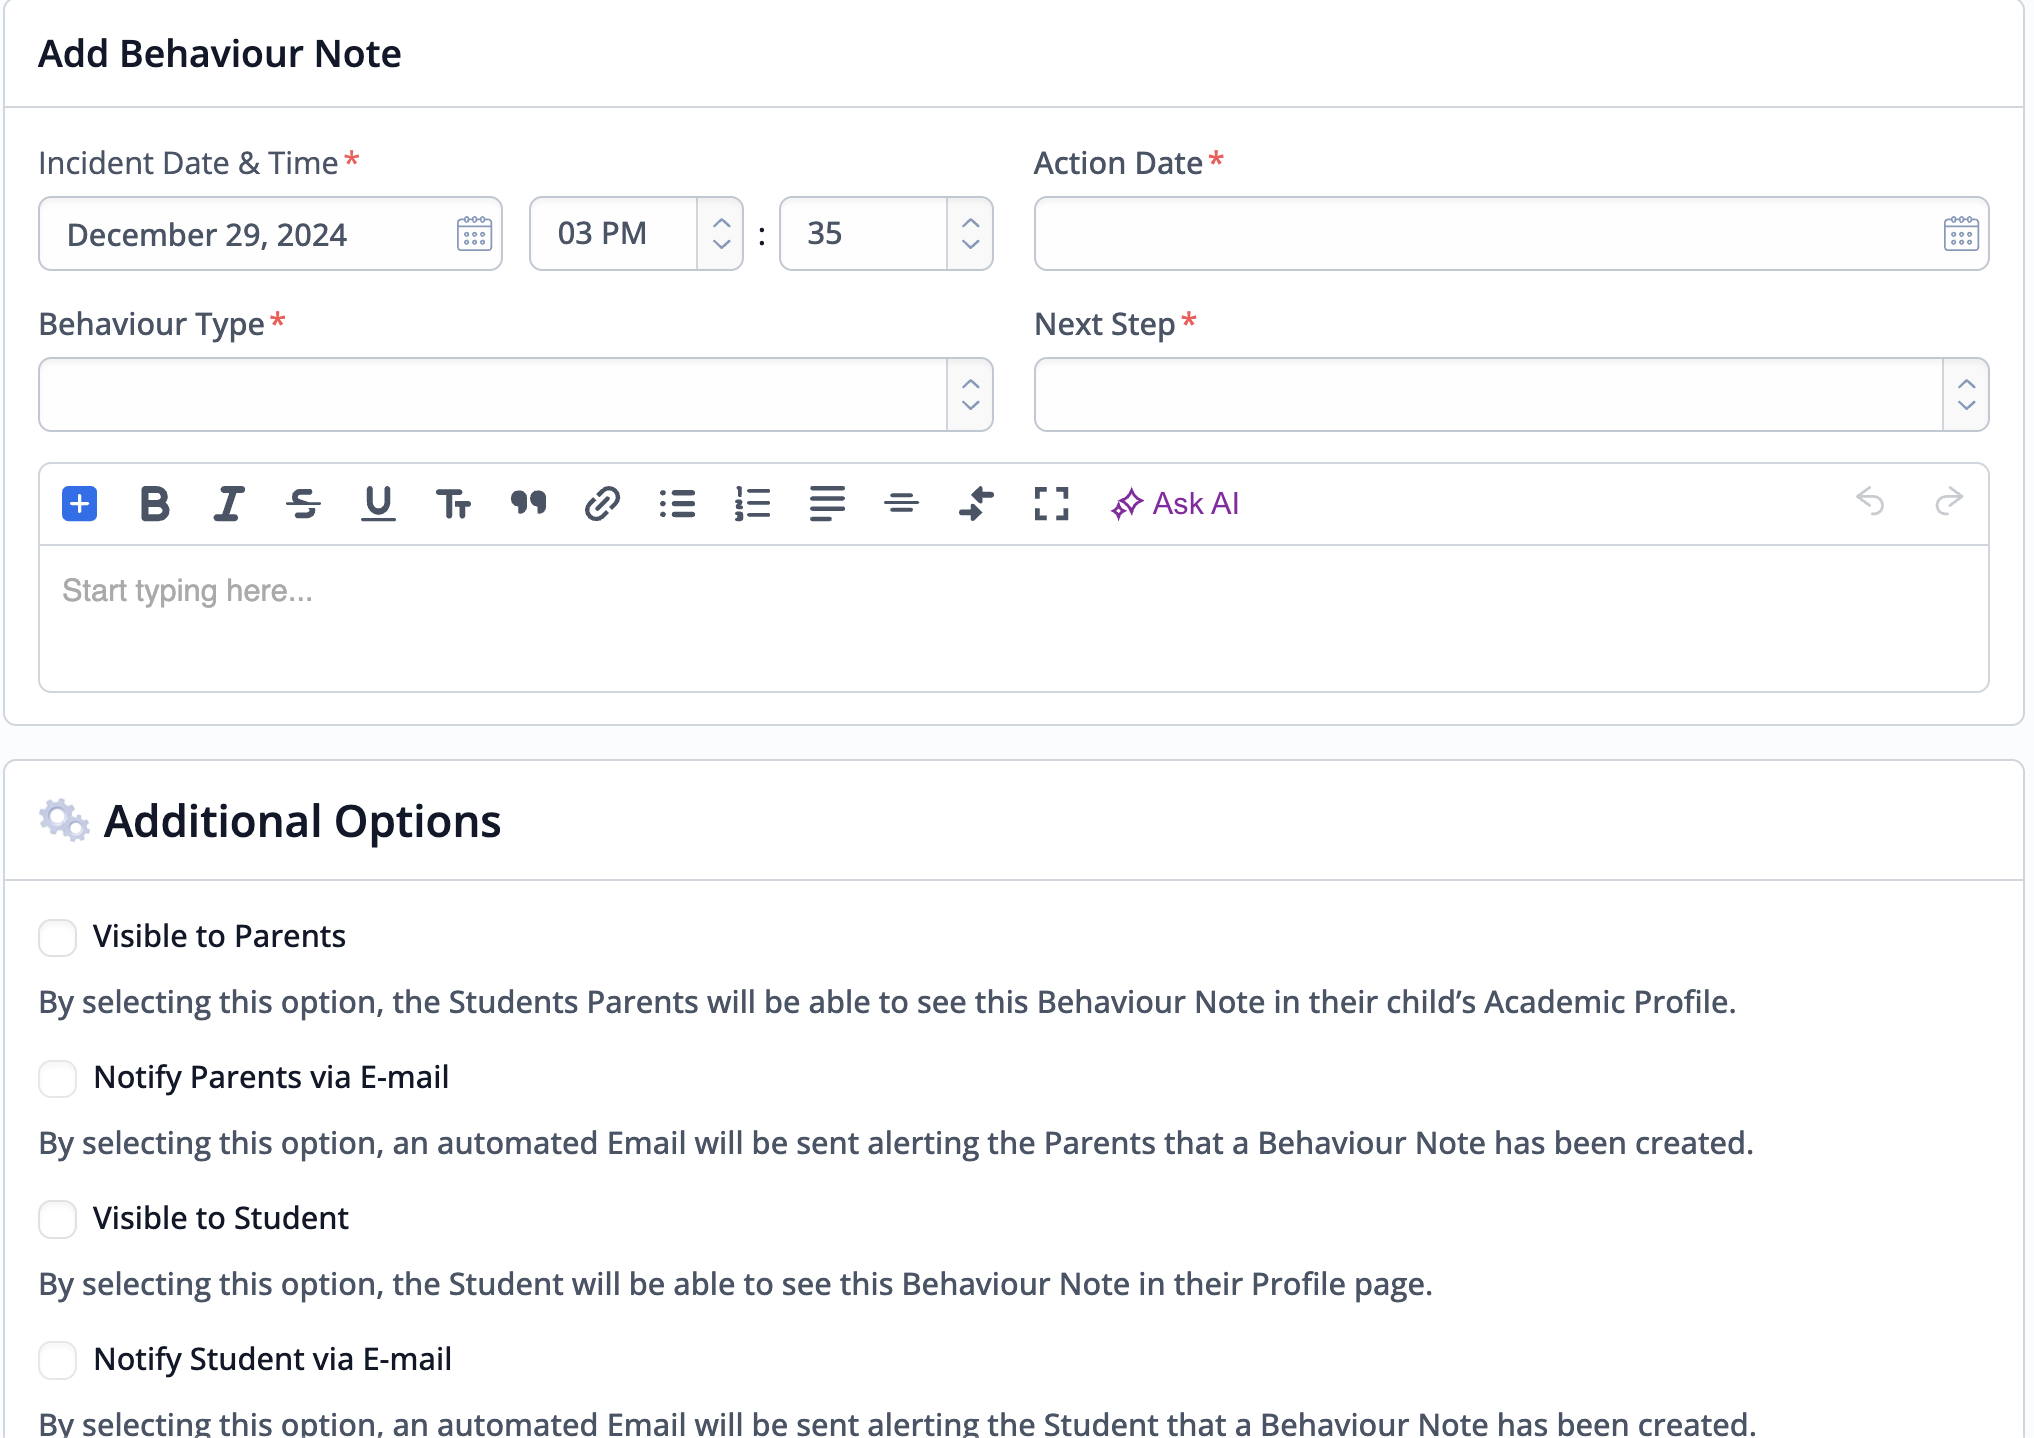 Add Behaviour Note
Incident Date & Time*
Action Date*
December 29, 2024
03 PM
:
35
Behaviour Type*
Next Step*
Ask AI
Start typing here...
Additional Options
Visible to Parents
By selecting this option, the Students Parents will be able to see this Behaviour Note in their child’s Academic Profile.
Notify Parents via E-mail
By selecting this option, an automated Email will be sent alerting the Parents that a Behaviour Note has been created.
Visible to Student
By selecting this option, the Student will be able to see this Behaviour Note in their Profile page.
Notify Student via E-mail
By selecting this option, an automated Email will be sent alerting the Student that a Behaviour Note has been created.